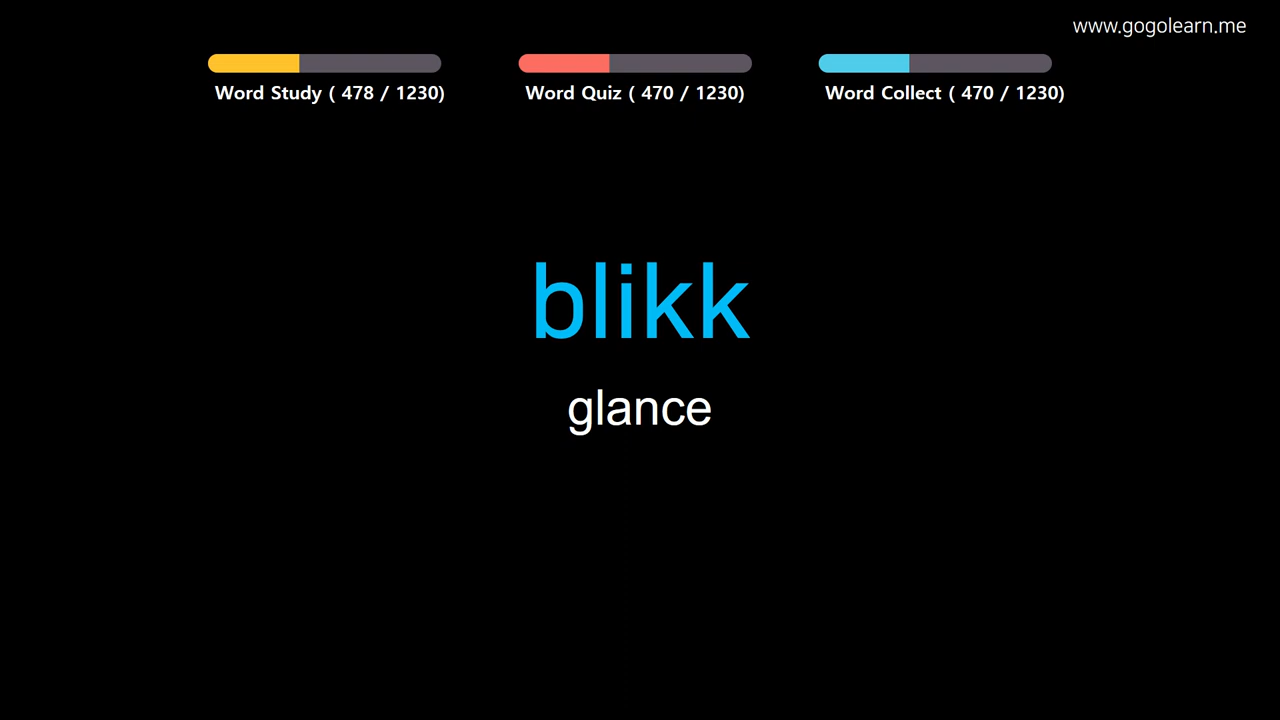 www.gogolearn.me
Word Study ( 478 / 1230)
Word Quiz ( 470 / 1230)
Word Collect ( 470 / 1230)
blikk
glance